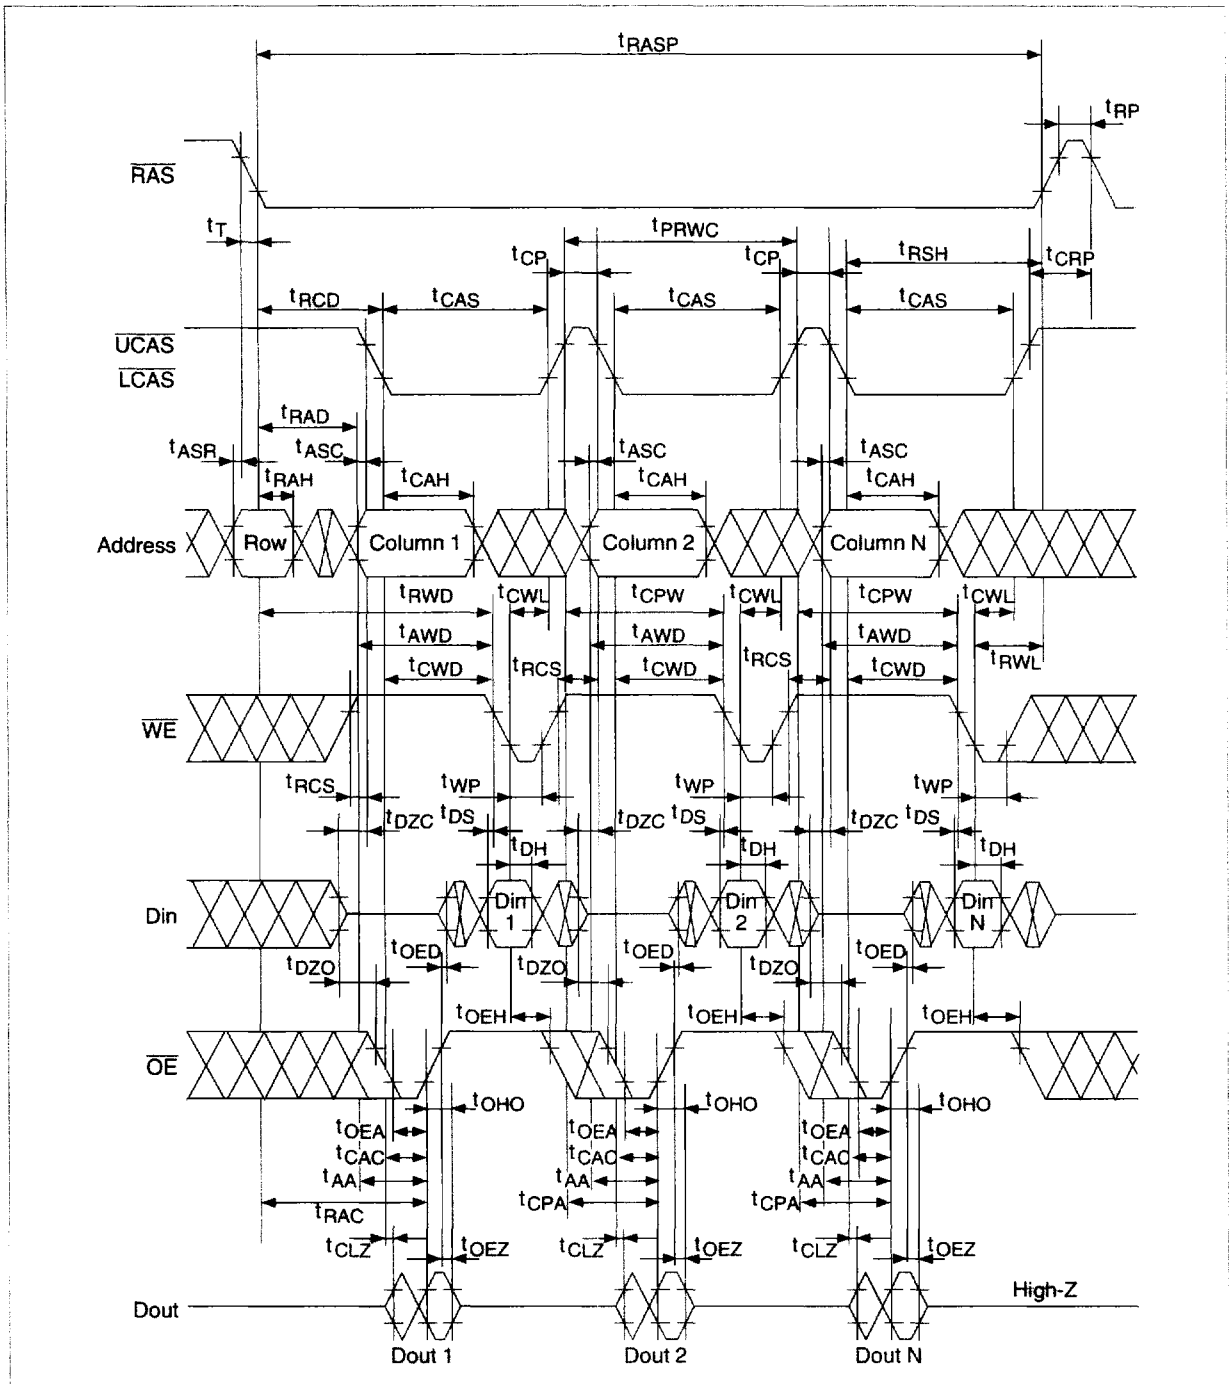 tRASP
tRP
RAS
tT
tPRWC
tCP
tCP
tRSH
tCRP
tRCD
tCAS
tCAS
tCAS
UCAS
LCAS
tRAD
tASR
tASC
tASC
tASC
tRAH
tCAH
tCAH
tCAH
Address
Row
Column 1
Column 2
Column N
tRWD
tCWL
tCPW
tCWL
tCPW
tCWL
tAWD
tAWD
tAWD
tRWL
tCWD
tRCS
tCWD
tRCS
tCWD
WE
tRCS
tWP
tWP
tWP
tDZC
tDS
tDZC
tDS
tDZC
tDS
tDH
tDH
tDH
Din
Din 1
Din 2
Din N
tDZO
tOED
tDZO
tOED
tDZO
tOED
tOEH
tOEH
tOEH
OE
tOHO
tOHO
tOHO
tOEA
tOEA
tOEA
tCAC
tCAC
tCAC
tAA
tAA
tAA
tRAC
tCPA
tCPA
tCLZ
tOEZ
tCLZ
tOEZ
tCLZ
tOEZ
Dout
High-Z
Dout 1
Dout 2
Dout N